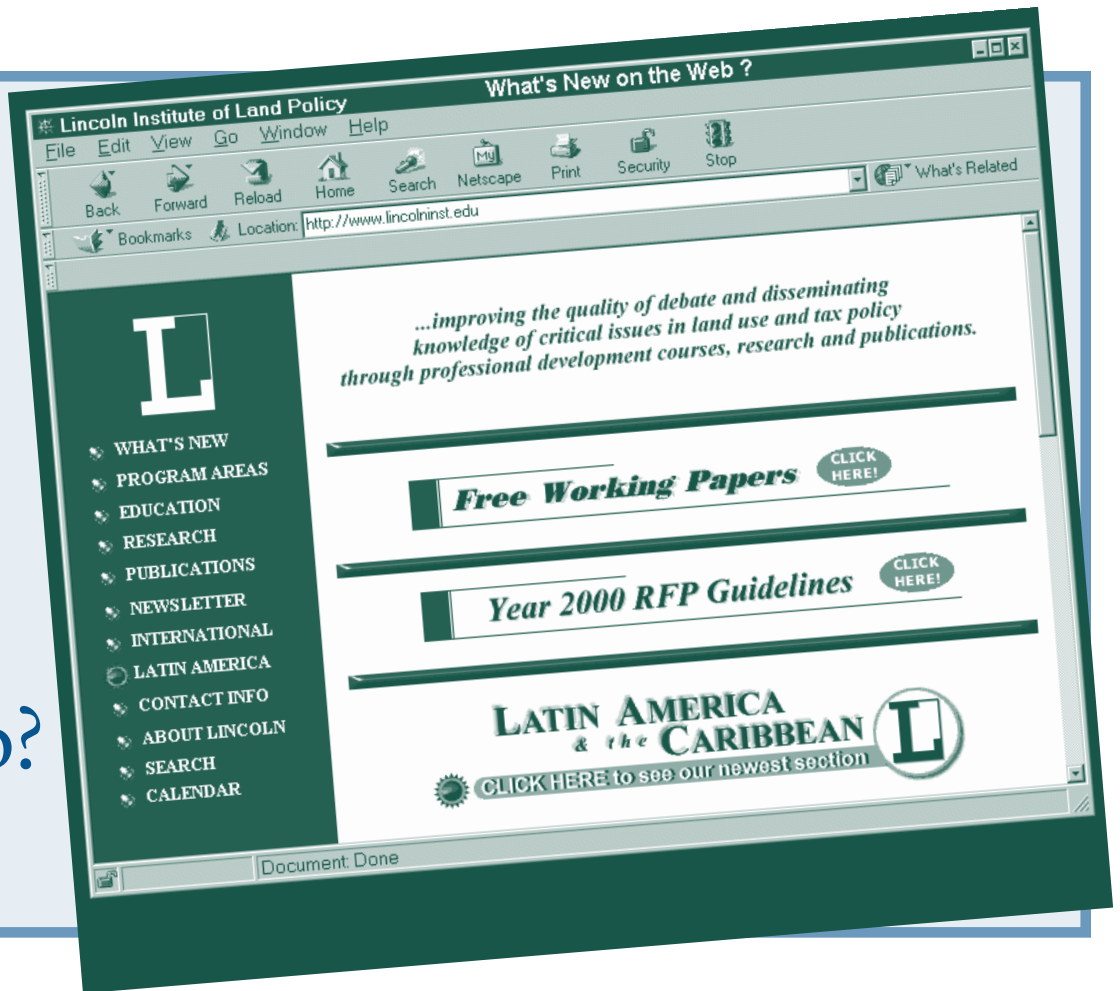 What's New on the Web ?
Lincoln Institute of Land Policy
File Edit View Go Window Help
Back Forward Reload Home Search Netscape Print Security Stop
My
Bookmarks Location: http://www.lincolninst.edu What's Related
L
...improving the quality of debate and disseminating
knowledge of critical issues in land use and tax policy
through professional development courses, research and publications.
WHAT'S NEW
PROGRAM AREAS
EDUCATION
RESEARCH
PUBLICATIONS
NEWSLETTER
INTERNATIONAL
LATIN AMERICA
CONTACT INFO
ABOUT LINCOLN
SEARCH
CALENDAR
Free Working Papers
CLICK
HERE!
Year 2000 RFP Guidelines
CLICK
HERE!
LATIN AMERICA
& the CARIBBEAN
L
CLICK HERE to see our newest section
Document: Done